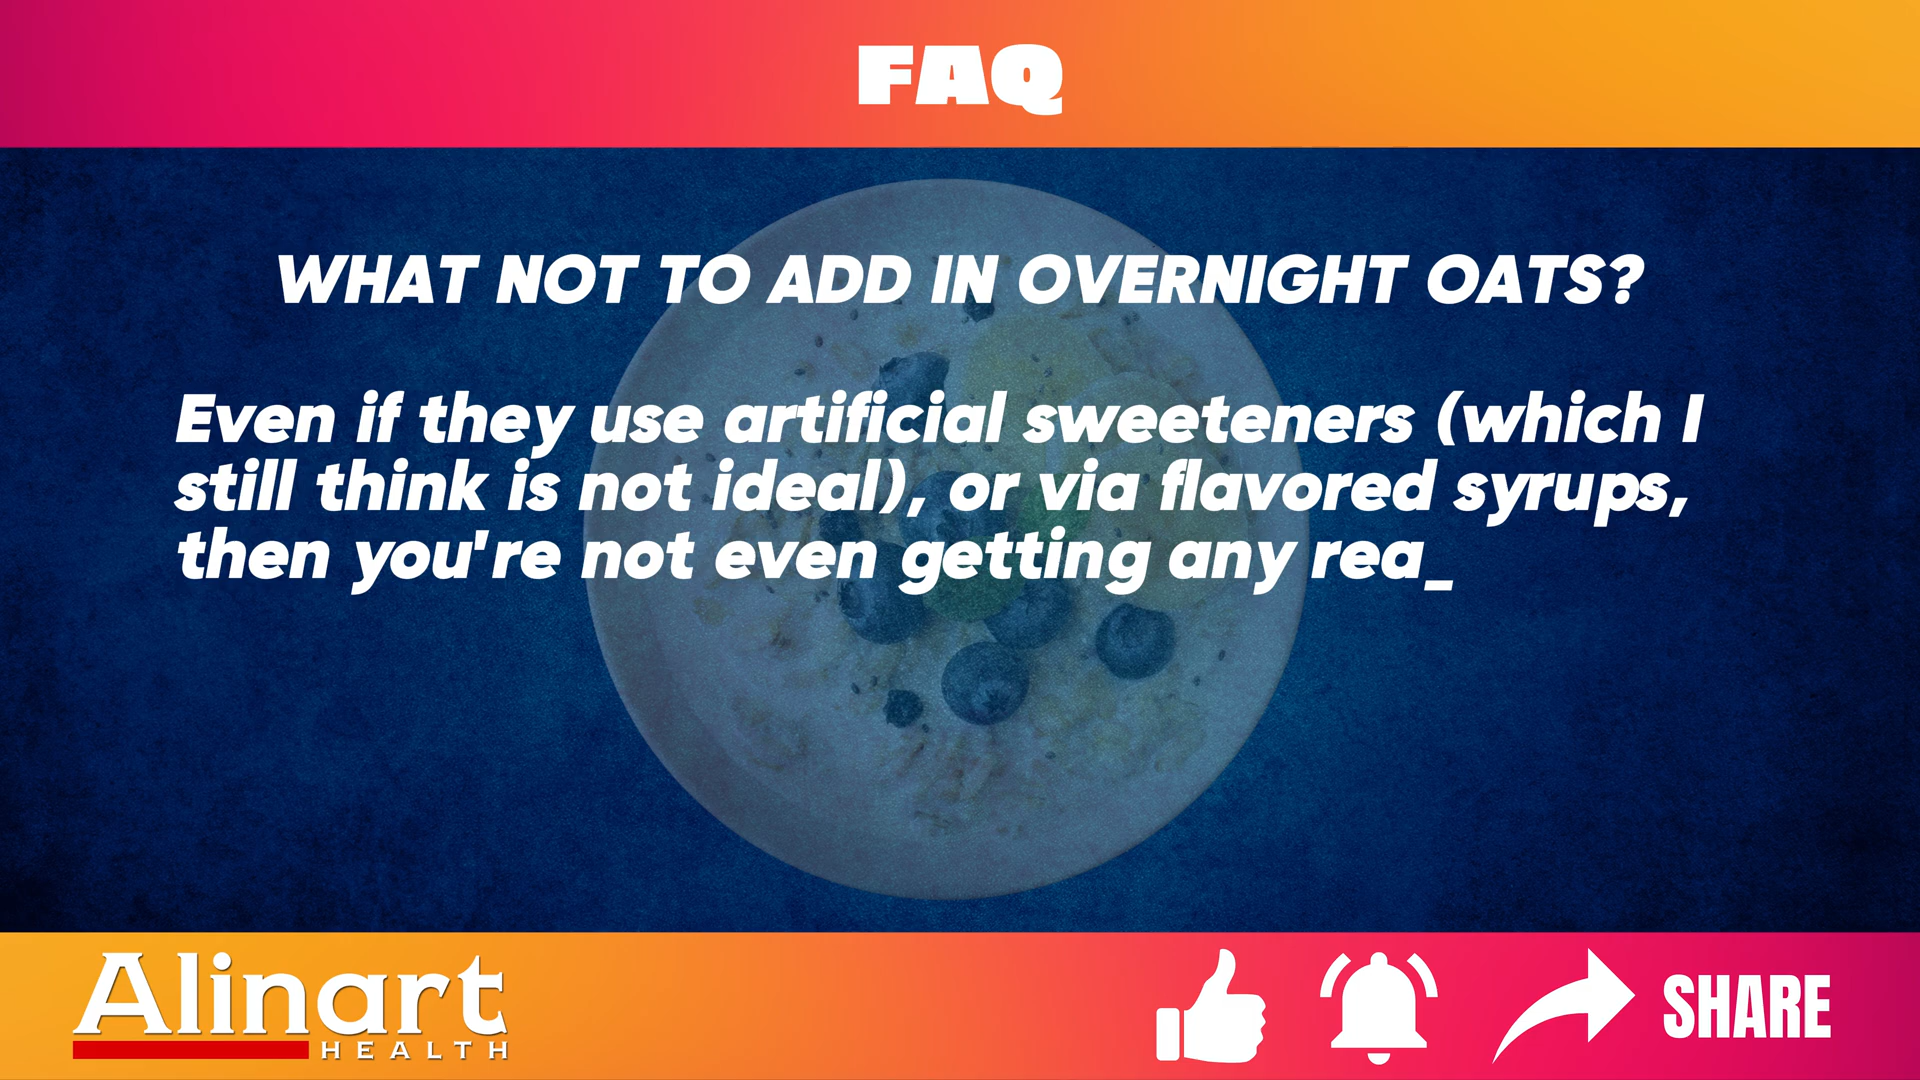 FAQ
WHAT NOT TO ADD IN OVERNIGHT OATS?
Even if they use artificial sweeteners (which I
still think is not ideal), or via flavored syrups,
then you're not even getting any rea_
Alinart
HEALTH
SHARE